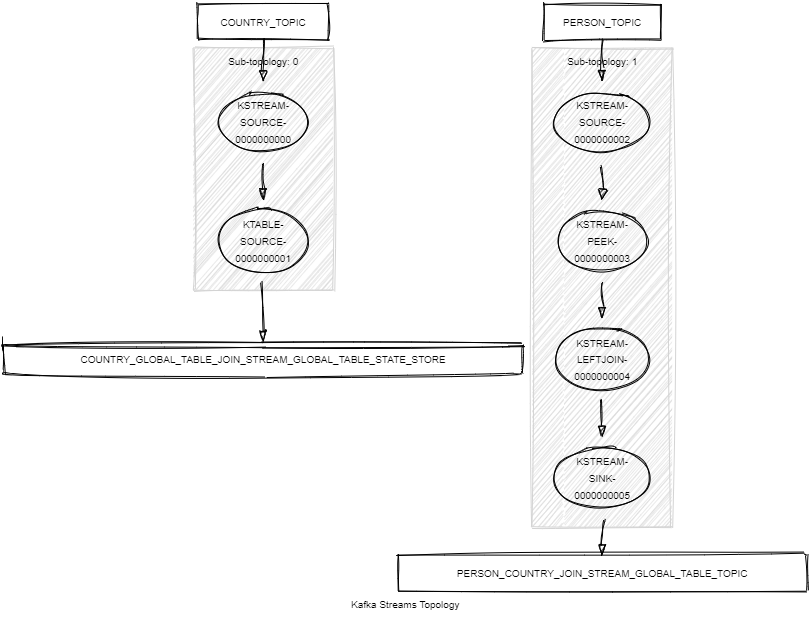 COUNTRY_TOPIC
PERSON_TOPIC
Sub-topology: 0
Sub-topology: 1
KSTREAM-
SOURCE-
0000000000
KSTREAM-
SOURCE-
0000000002
KTABLE-
SOURCE-
0000000001
KSTREAM-
PEEK-
0000000003
COUNTRY_GLOBAL_TABLE_JOIN_STREAM_GLOBAL_TABLE_STATE_STORE
KSTREAM-
LEFTJOIN-
0000000004
KSTREAM-
SINK-
0000000005
PERSON_COUNTRY_JOIN_STREAM_GLOBAL_TABLE_TOPIC
Kafka Streams Topology